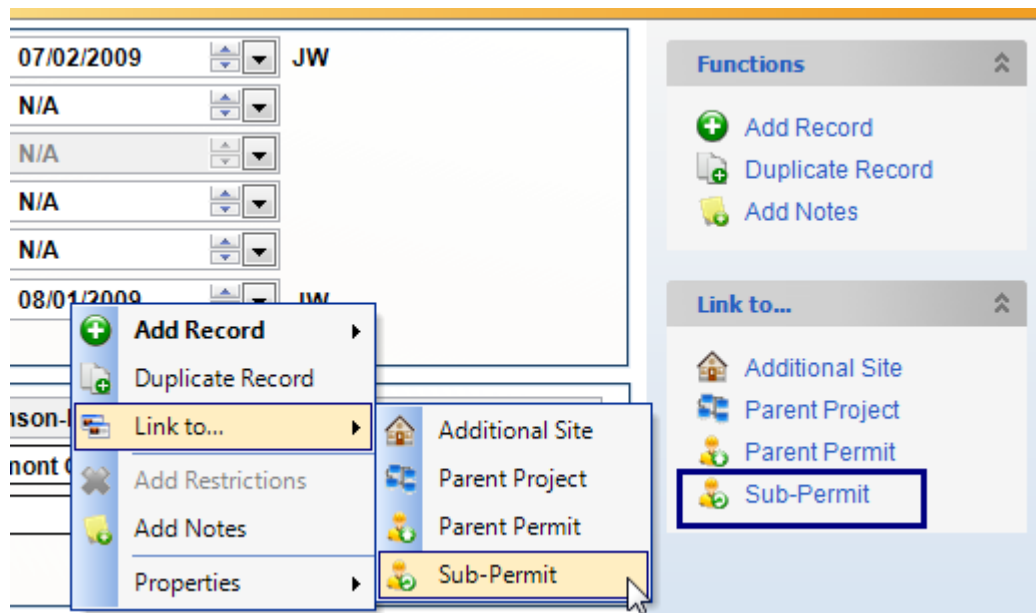 07/02/2009 JW
N/A
N/A
N/A
N/A
08/01/2009 JW
Add Record
Duplicate Record
Link to...
Add Restrictions
Add Notes
Properties
Additional Site
Parent Project
Parent Permit
Sub-Permit
Functions
Add Record
Duplicate Record
Add Notes
Link to...
Additional Site
Parent Project
Parent Permit
Sub-Permit